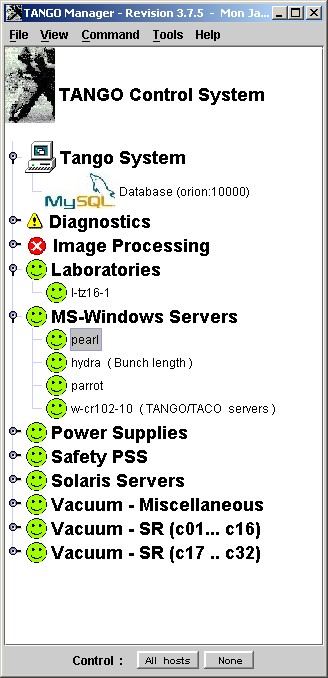 TANGO Manager - Revision 3.7.5 - Mon Ja...
File View Command Tools Help
TANGO Control System
Tango System
MySQL Database (orion:10000)
Diagnostics
Image Processing
Laboratories
l-tz16-1
MS-Windows Servers
pearl
hydra ( Bunch length )
parrot
w-cr102-10 ( TANGO/TACO servers )
Power Supplies
Safety PSS
Solaris Servers
Vacuum - Miscellaneous
Vacuum - SR (c01... c16)
Vacuum - SR (c17 .. c32)
Control : All hosts None